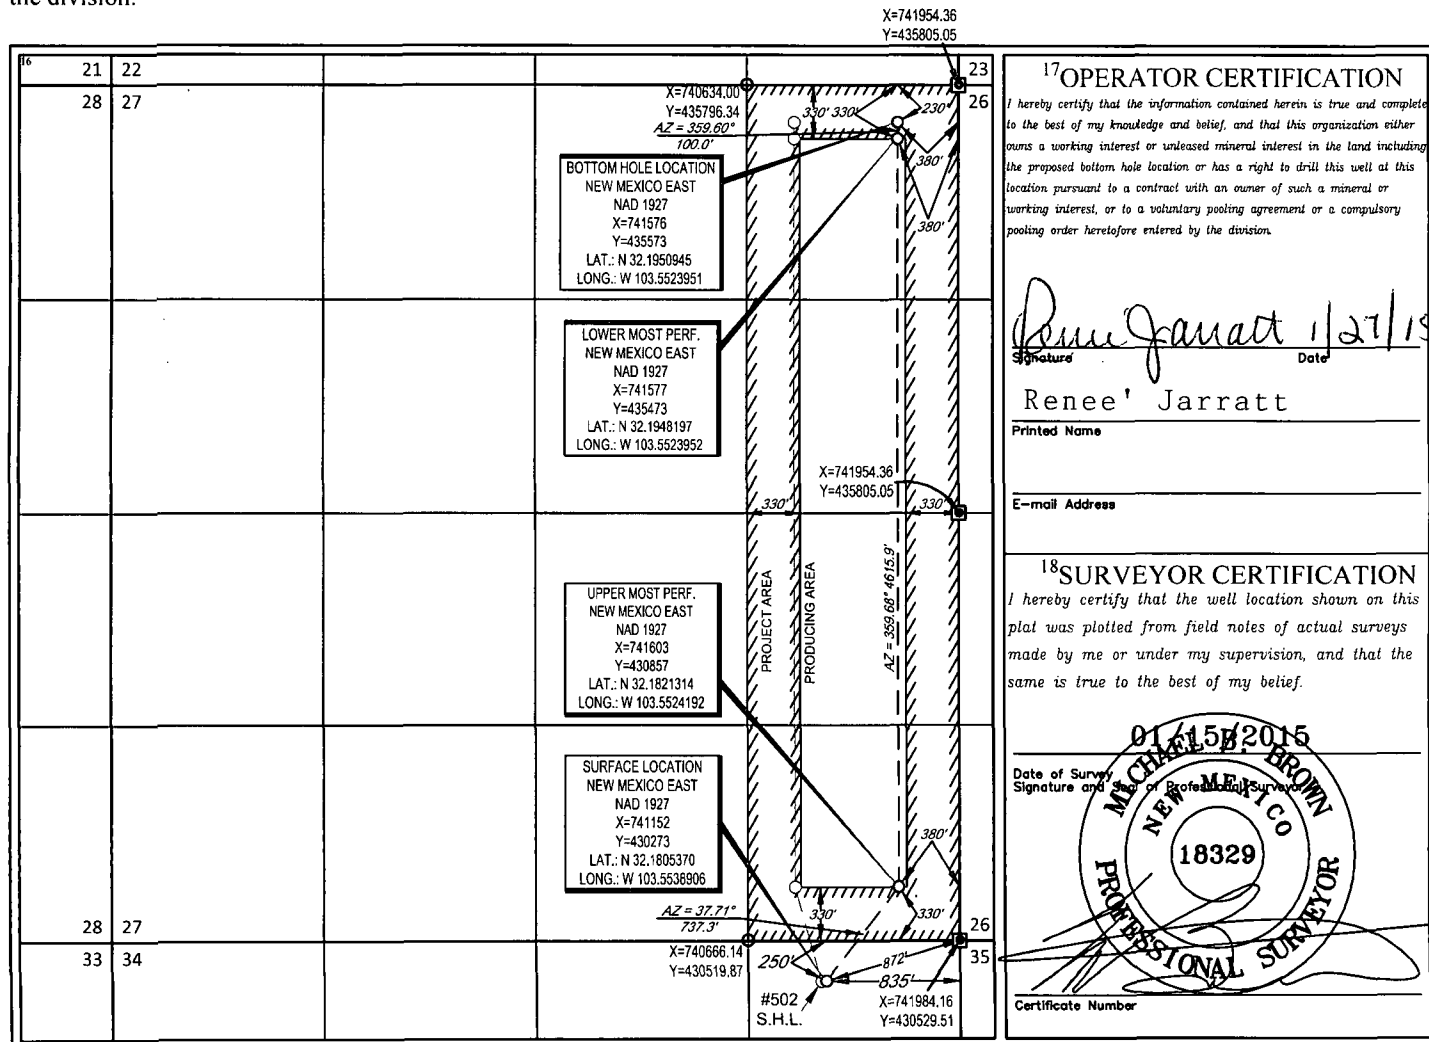 the division.
X=741954.36
Y=435805.05
16
21 22
23
28 27
26
X=740634.00
Y=435796.34
AZ = 359.60°
100.0'
330' 330'
230'
380'
380'
BOTTOM HOLE LOCATION
NEW MEXICO EAST
NAD 1927
X=741576
Y=435573
LAT.: N 32.1950945
LONG.: W 103.5523951
LOWER MOST PERF.
NEW MEXICO EAST
NAD 1927
X=741577
Y=435473
LAT.: N 32.1948197
LONG.: W 103.5523952
X=741954.36
Y=435805.05
330'
330'
PROJECT AREA
PRODUCING AREA
AZ = 359.68° 4615.9'
UPPER MOST PERF.
NEW MEXICO EAST
NAD 1927
X=741603
Y=430857
LAT.: N 32.1821314
LONG.: W 103.5524192
SURFACE LOCATION
NEW MEXICO EAST
NAD 1927
X=741152
Y=430273
LAT.: N 32.1805370
LONG.: W 103.5538906
380'
AZ = 37.71°
737.3'
330'
330'
28 27
26
33 34
35
X=740666.14
Y=430519.87
250'
872'
835'
#502
S.H.L.
X=741984.16
Y=430529.51
17 OPERATOR CERTIFICATION
I hereby certify that the information contained herein is true and complete
to the best of my knowledge and belief, and that this organization either
owns a working interest or unleased mineral interest in the land including
the proposed bottom hole location or has a right to drill this well at this
location pursuant to a contract with an owner of such a mineral or
working interest, or to a voluntary pooling agreement or a compulsory
pooling order heretofore entered by the division.
Renee Jarratt 1/27/15
Signature Date
Renee' Jarratt
Printed Name
E-mail Address
18 SURVEYOR CERTIFICATION
I hereby certify that the well location shown on this
plat was plotted from field notes of actual surveys
made by me or under my supervision, and that the
same is true to the best of my belief.
01/15/2015
Date of Survey
Signature and Seal of Professional Surveyor
MICHAEL B. BROWN
NEW MEXICO
18329
PROFESSIONAL SURVEYOR
Certificate Number